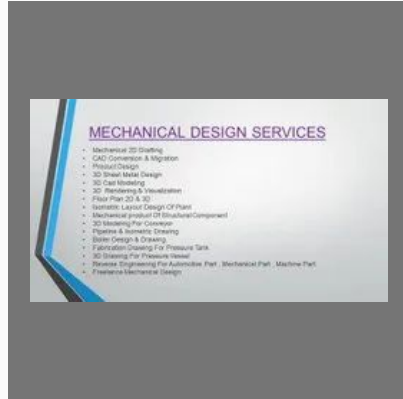 MECHANICAL DESIGN SERVICES
• Mechanical 2D Drafting
• CAD Conversion & Migration
• Product Design
• 3D Sheet Metal Design
• 3D Cad Modeling
• 3D Rendering & Visualization
• Floor Plan 2D & 3D
• Isometric Layout Design Of Plant
• Mechanical product Of Structural Component
• 3D Modeling For Conveyor
• Pipeline & Isometric Drawing
• Boiler Design & Drawing
• Fabrication Drawing For Pressure Tank
• 3D Drawing For Pressure Vessel
• Reverse Engineering For Automotive Part , Mechanical Part , Machine Part
• Freelance Mechanical Design